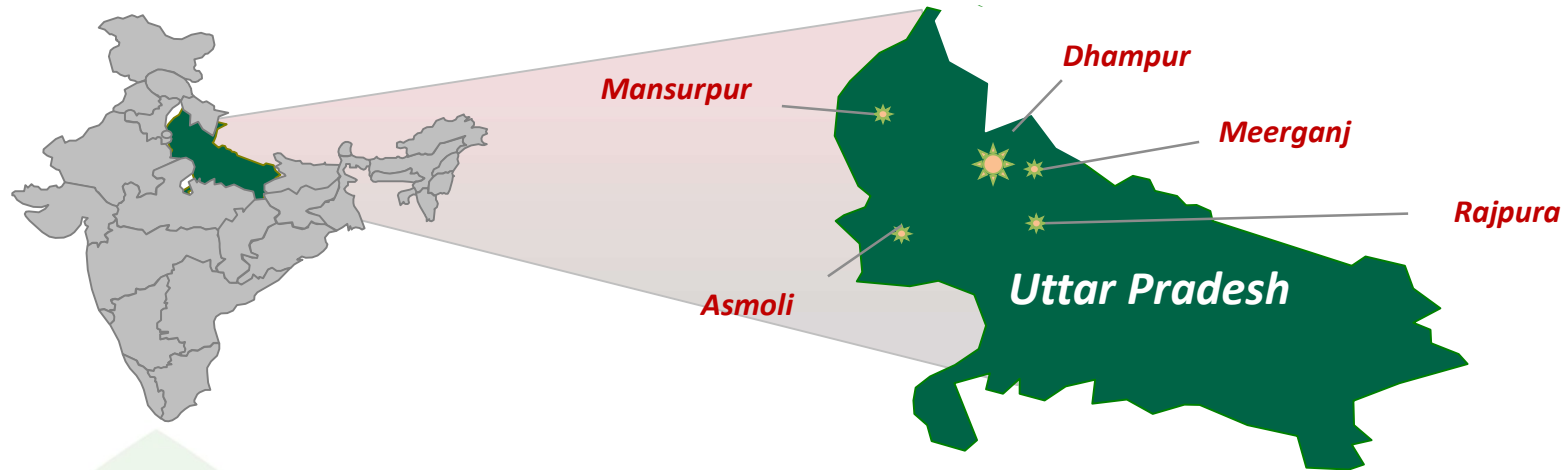 Dhampur
Mansurpur
Meerganj
Rajpura
Uttar Pradesh
Asmoli